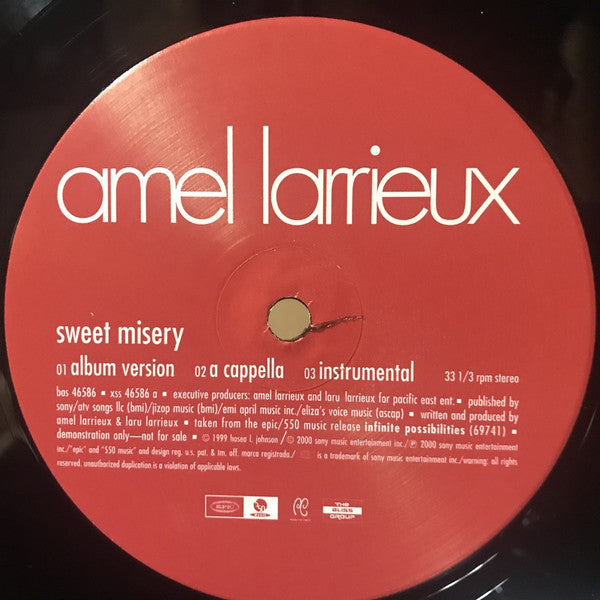 amel larrieux
sweet misery
01 album version 02 a cappella 03 instrumental 33 1/3 rpm stereo
bas 46586 ▪ xss 46586 a ▪ executive producers: amel larrieux and laru larrieux for pacific east ent. ▪ published by
sony/atv songs llc (bmi)/jizop music (bmi)/emi april music inc./eliza's voice music (ascap) ▪ written and produced by
amel larrieux & laru larrieux ▪ taken from the epic/550 music release infinite possibilities (69741) ▪
demonstration only—not for sale ▪ © 1999 hosea l. johnson /© 2000 sony music entertainment inc./℗ 2000 sony music entertainment
inc./"epic" and "550 music" and design reg. u.s. pat. & tm. off. marca registrada./ is a trademark of sony music entertainment inc./warning: all rights
reserved. unauthorized duplication is a violation of applicable laws.
epic THE BLISS GROUP